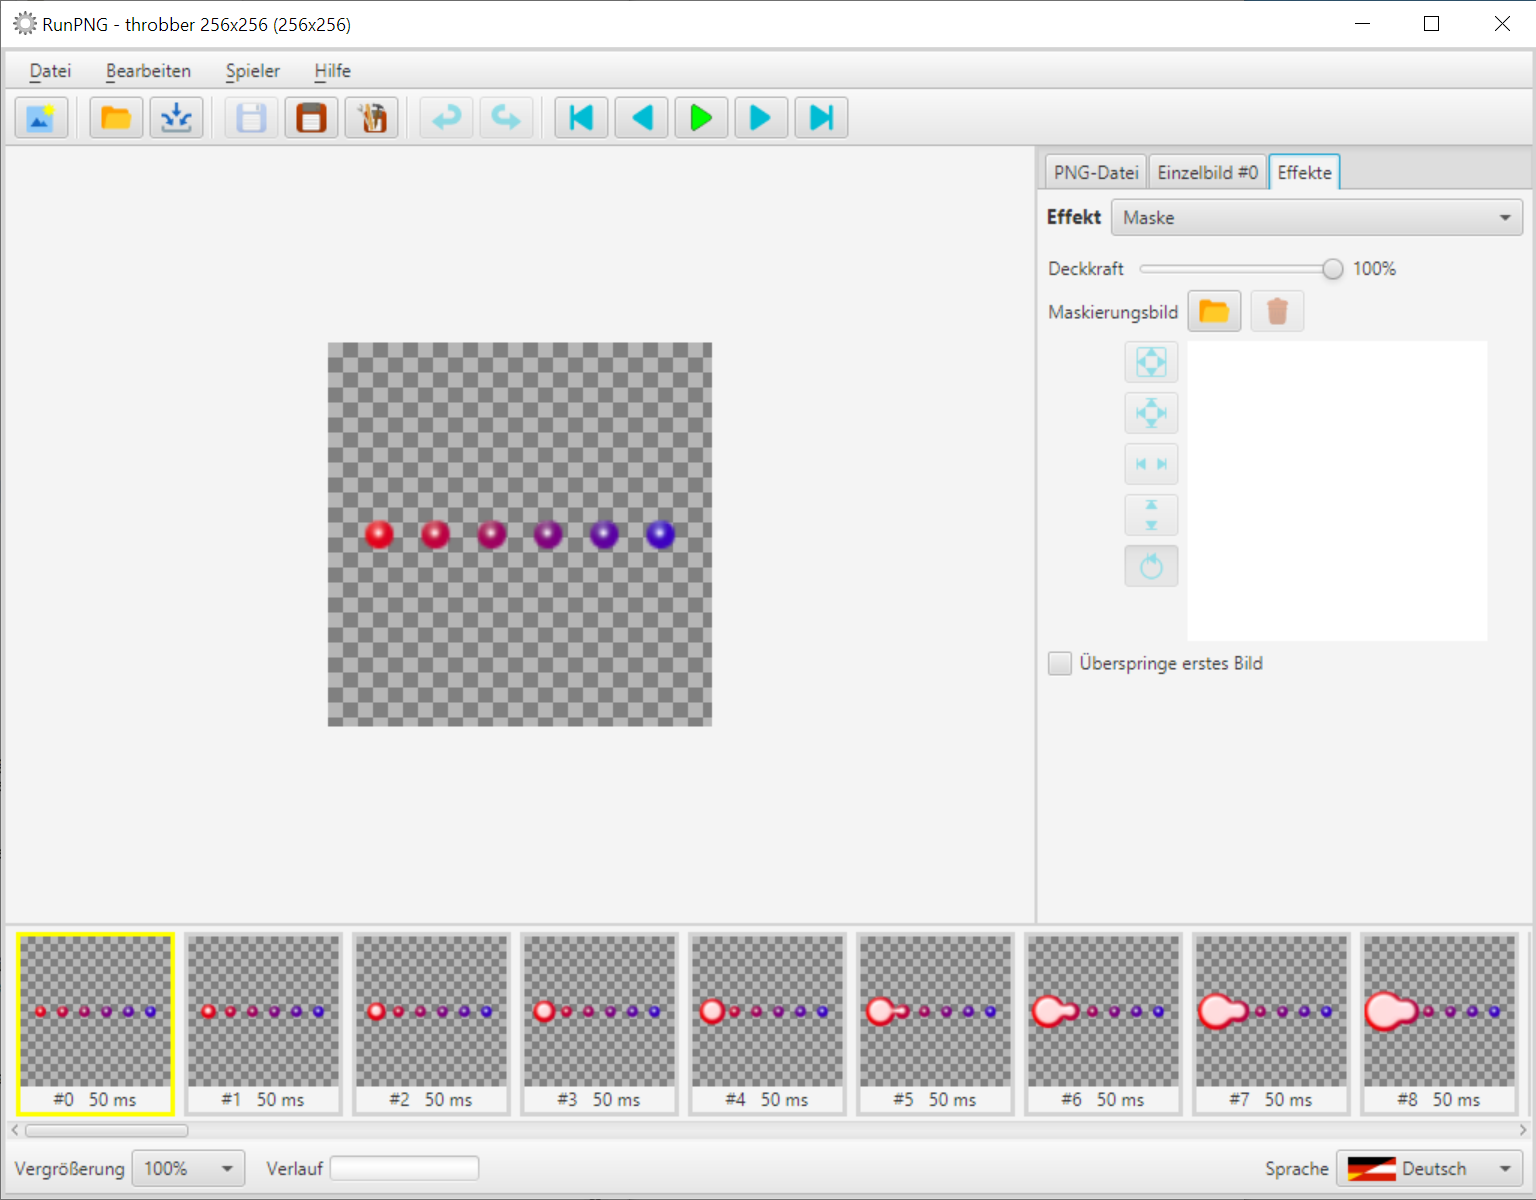 RunPNG - throbber 256x256 (256x256)
Datei Bearbeiten Spieler Hilfe
PNG-Datei Einzelbild #0 Effekte
Effekt Maske
Deckkraft 100%
Maskierungsbild
Überspringe erstes Bild
#0 50 ms #1 50 ms #2 50 ms #3 50 ms #4 50 ms #5 50 ms #6 50 ms #7 50 ms #8 50 ms
Vergrößerung 100% Verlauf Sprache Deutsch